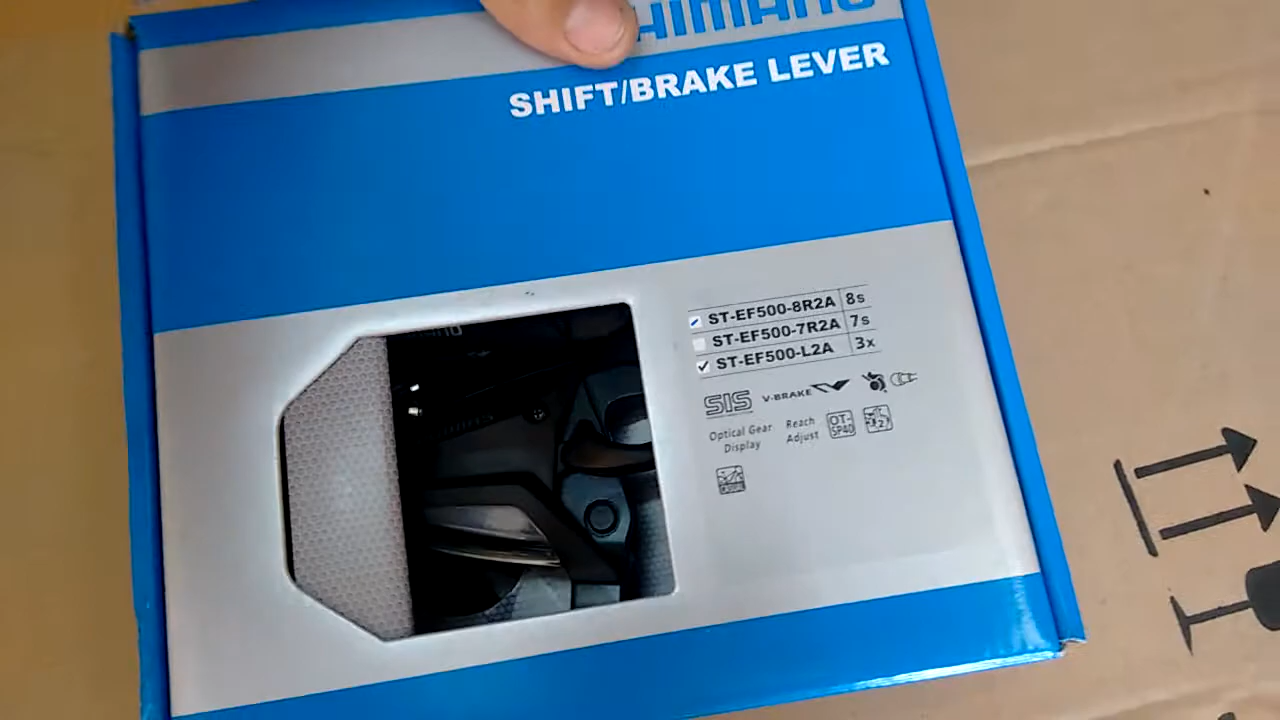 SHIMANO
SHIFT/BRAKE LEVER
ST-EF500-8R2A 8s
ST-EF500-7R2A 7s
ST-EF500-L2A 3x
SIS V-BRAKE
Optical Gear Display
Reach Adjust
OT-SP40